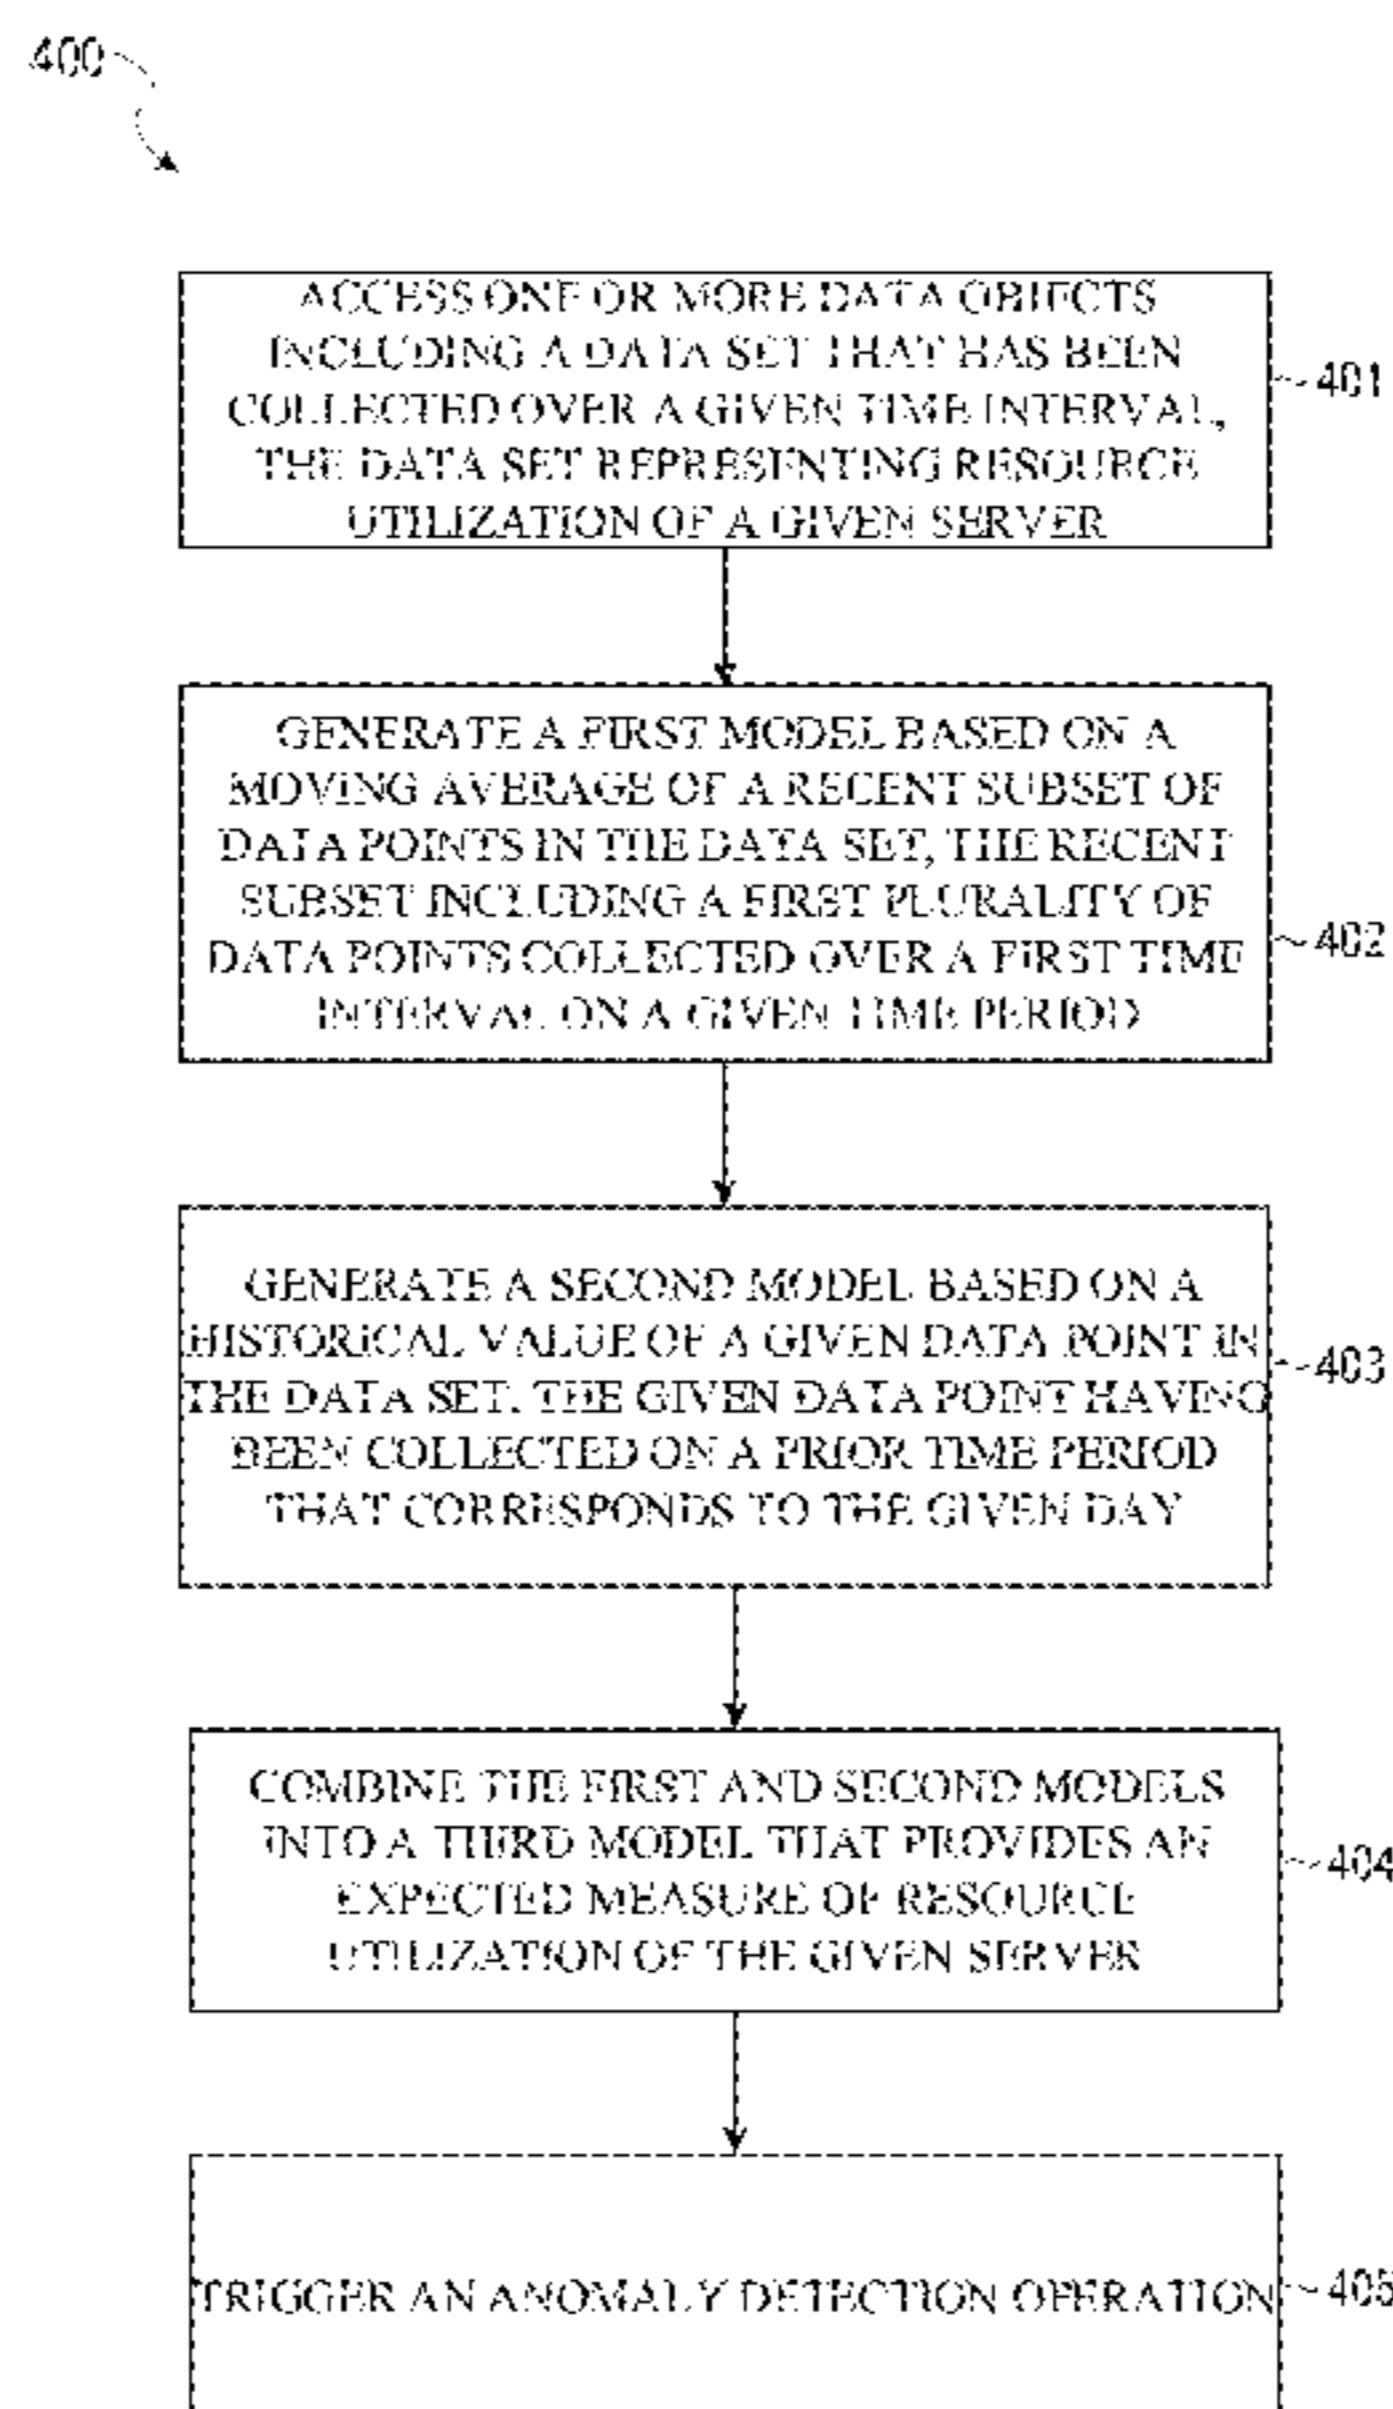 400
ACCESS ONE OR MORE DATA OBJECTS
INCLUDING A DATA SET THAT HAS BEEN
COLLECTED OVER A GIVEN TIME INTERVAL,
THE DATA SET REPRESENTING RESOURCE
UTILIZATION OF A GIVEN SERVER
401
GENERATE A FIRST MODEL BASED ON A
MOVING AVERAGE OF A RECENT SUBSET OF
DATA POINTS IN THE DATA SET, THE RECENT
SUBSET INCLUDING A FIRST PLURALITY OF
DATA POINTS COLLECTED OVER A FIRST TIME
INTERVAL ON A GIVEN TIME PERIOD
402
GENERATE A SECOND MODEL BASED ON A
HISTORICAL VALUE OF A GIVEN DATA POINT IN
THE DATA SET, THE GIVEN DATA POINT HAVING
BEEN COLLECTED ON A PRIOR TIME PERIOD
THAT CORRESPONDS TO THE GIVEN DAY
403
COMBINE THE FIRST AND SECOND MODELS
INTO A THIRD MODEL THAT PROVIDES AN
EXPECTED MEASURE OF RESOURCE
UTILIZATION OF THE GIVEN SERVER
404
TRIGGER AN ANOMALY DETECTION OPERATION
405